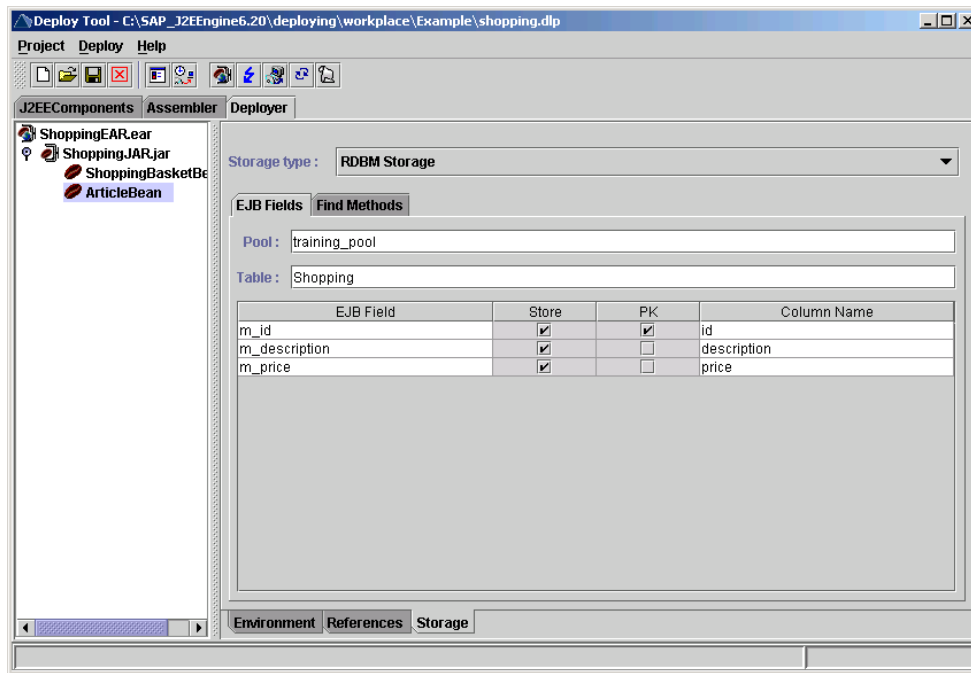 Deploy Tool - C:\SAP_J2EEngine6.20\deploying\workplace\Example\shopping.dlp
Project Deploy Help
J2EEComponents Assembler Deployer
ShoppingEAR.ear
ShoppingJAR.jar
ShoppingBasketBe
ArticleBean
Storage type : RDBM Storage
EJB Fields Find Methods
Pool : training_pool
Table : Shopping
EJB Field Store PK Column Name
m_id id
m_description description
m_price price
Environment References Storage